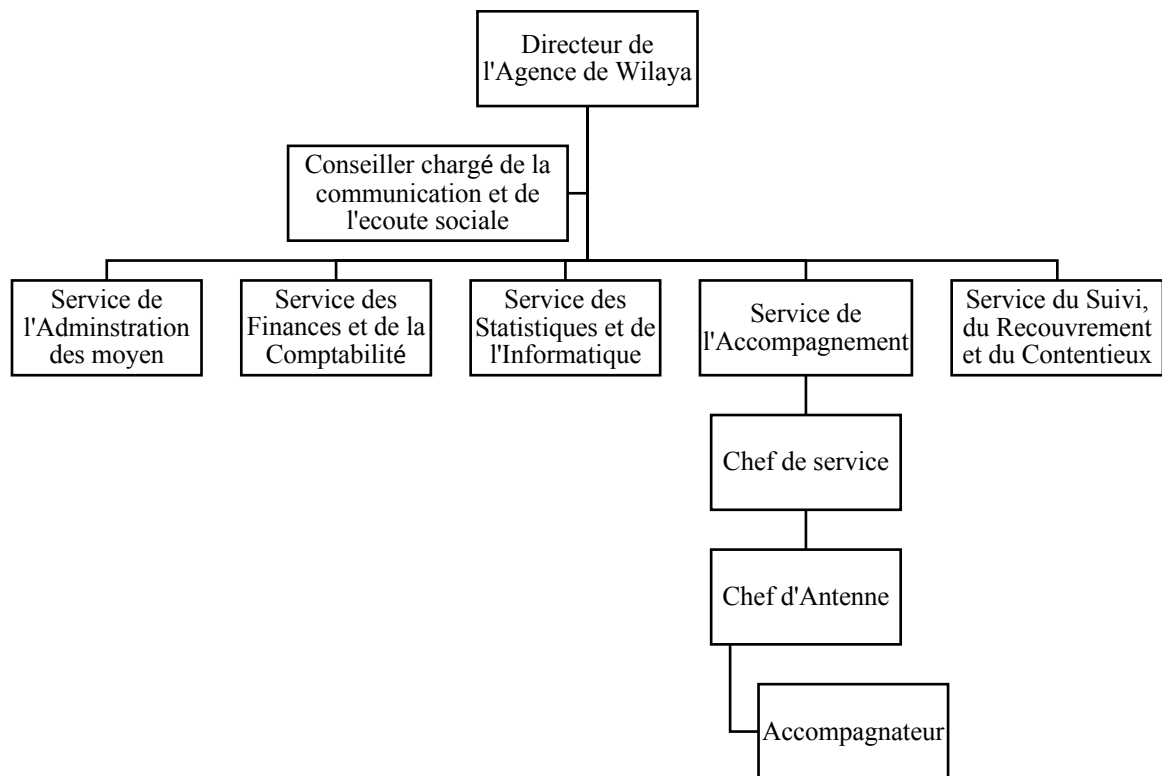 Directeur de
l'Agence de Wilaya
Conseiller chargé de la
communication et de
l'ecoute sociale
Service de
l'Adminstration
des moyen
Service des
Finances et de la
Comptabilité
Service des
Statistiques et de
l'Informatique
Service de
l'Accompagnement
Service du Suivi,
du Recouvrement
et du Contentieux
Chef de service
Chef d'Antenne
Accompagnateur